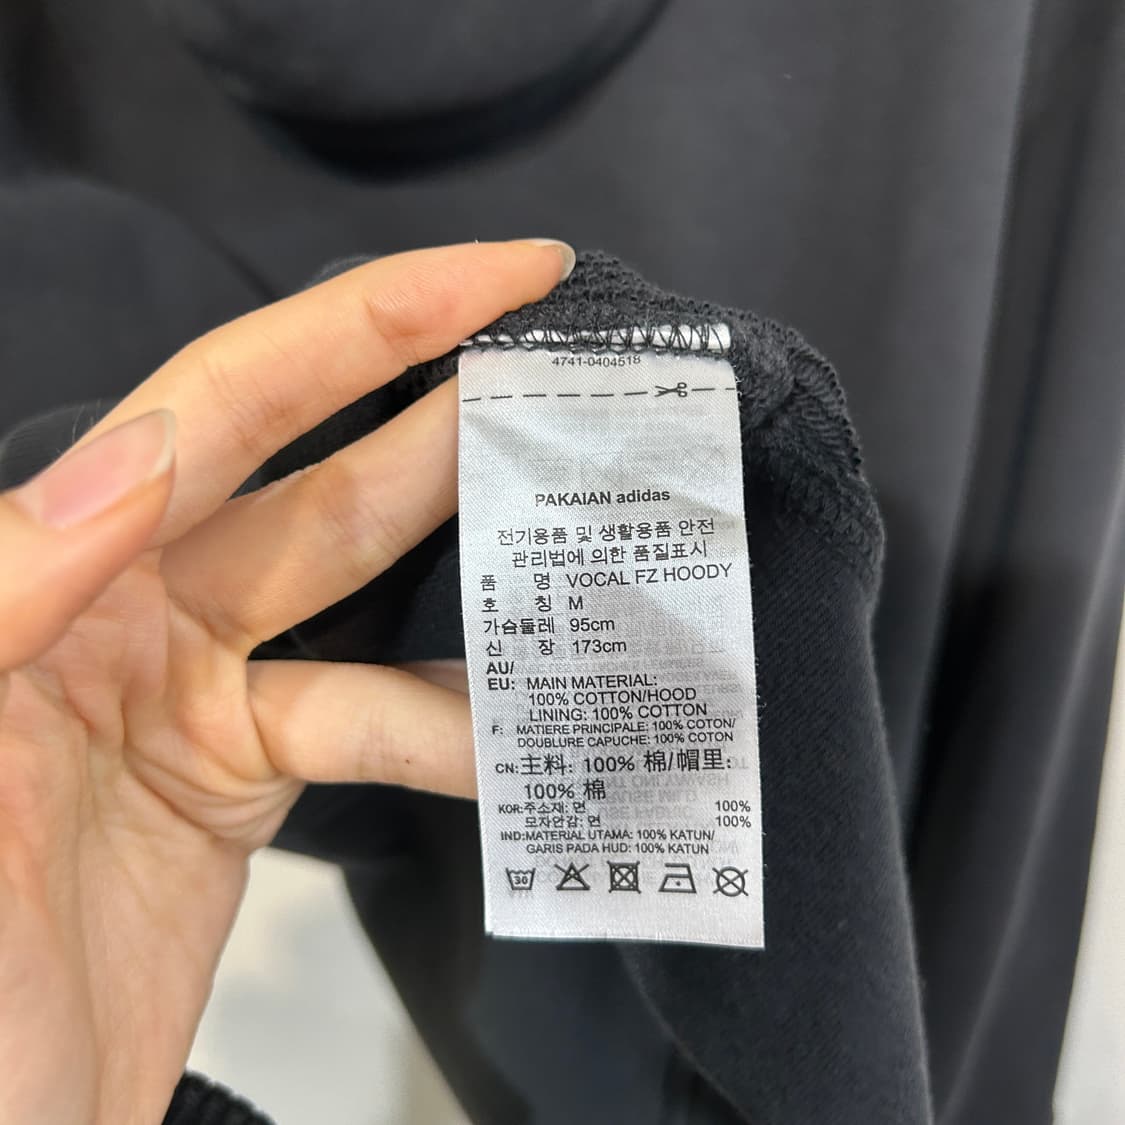 4741-0404518
PAKAIAN adidas
전기용품 및 생활용품 안전
관리법에 의한 품질표시
품 명 VOCAL FZ HOODY
호 칭 M
가슴둘레 95cm
신 장 173cm
AU/
EU: MAIN MATERIAL:
100% COTTON/HOOD
LINING: 100% COTTON
F: MATIERE PRINCIPALE: 100% COTON/
DOUBLURE CAPUCHE: 100% COTON
CN: 主料: 100% 棉/帽里:
100% 棉
KOR: 주소재: 면 100%
모자안감: 면 100%
IND: MATERIAL UTAMA: 100% KATUN/
GARIS PADA HUD: 100% KATUN
30